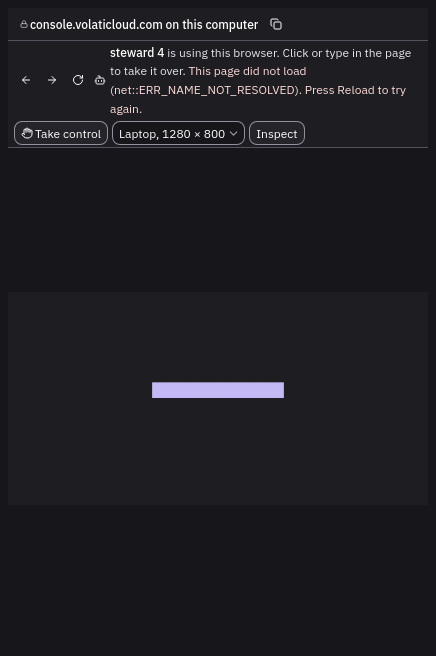 console.volaticloud.com on this computer
steward 4 is using this browser. Click or type in the page
to take it over. This page did not load
(net::ERR_NAME_NOT_RESOLVED). Press Reload to try
again.
Take control
Laptop, 1280 × 800
Inspect